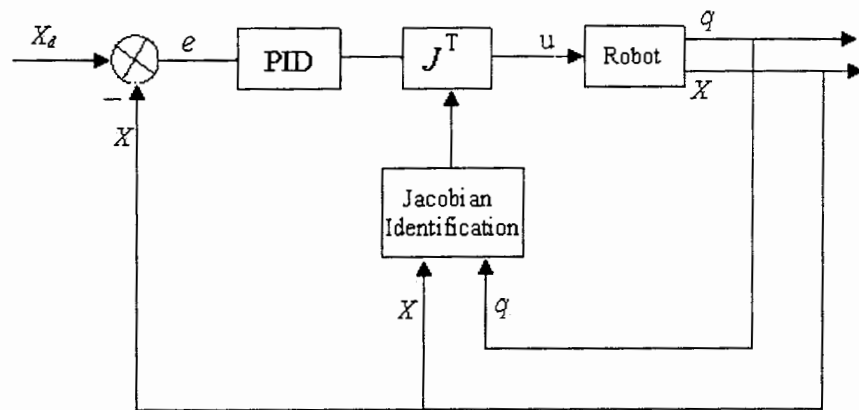 X_d
e
PID
J^T
u
Robot
q
X
−
X
Jacobian
Identification
X
q